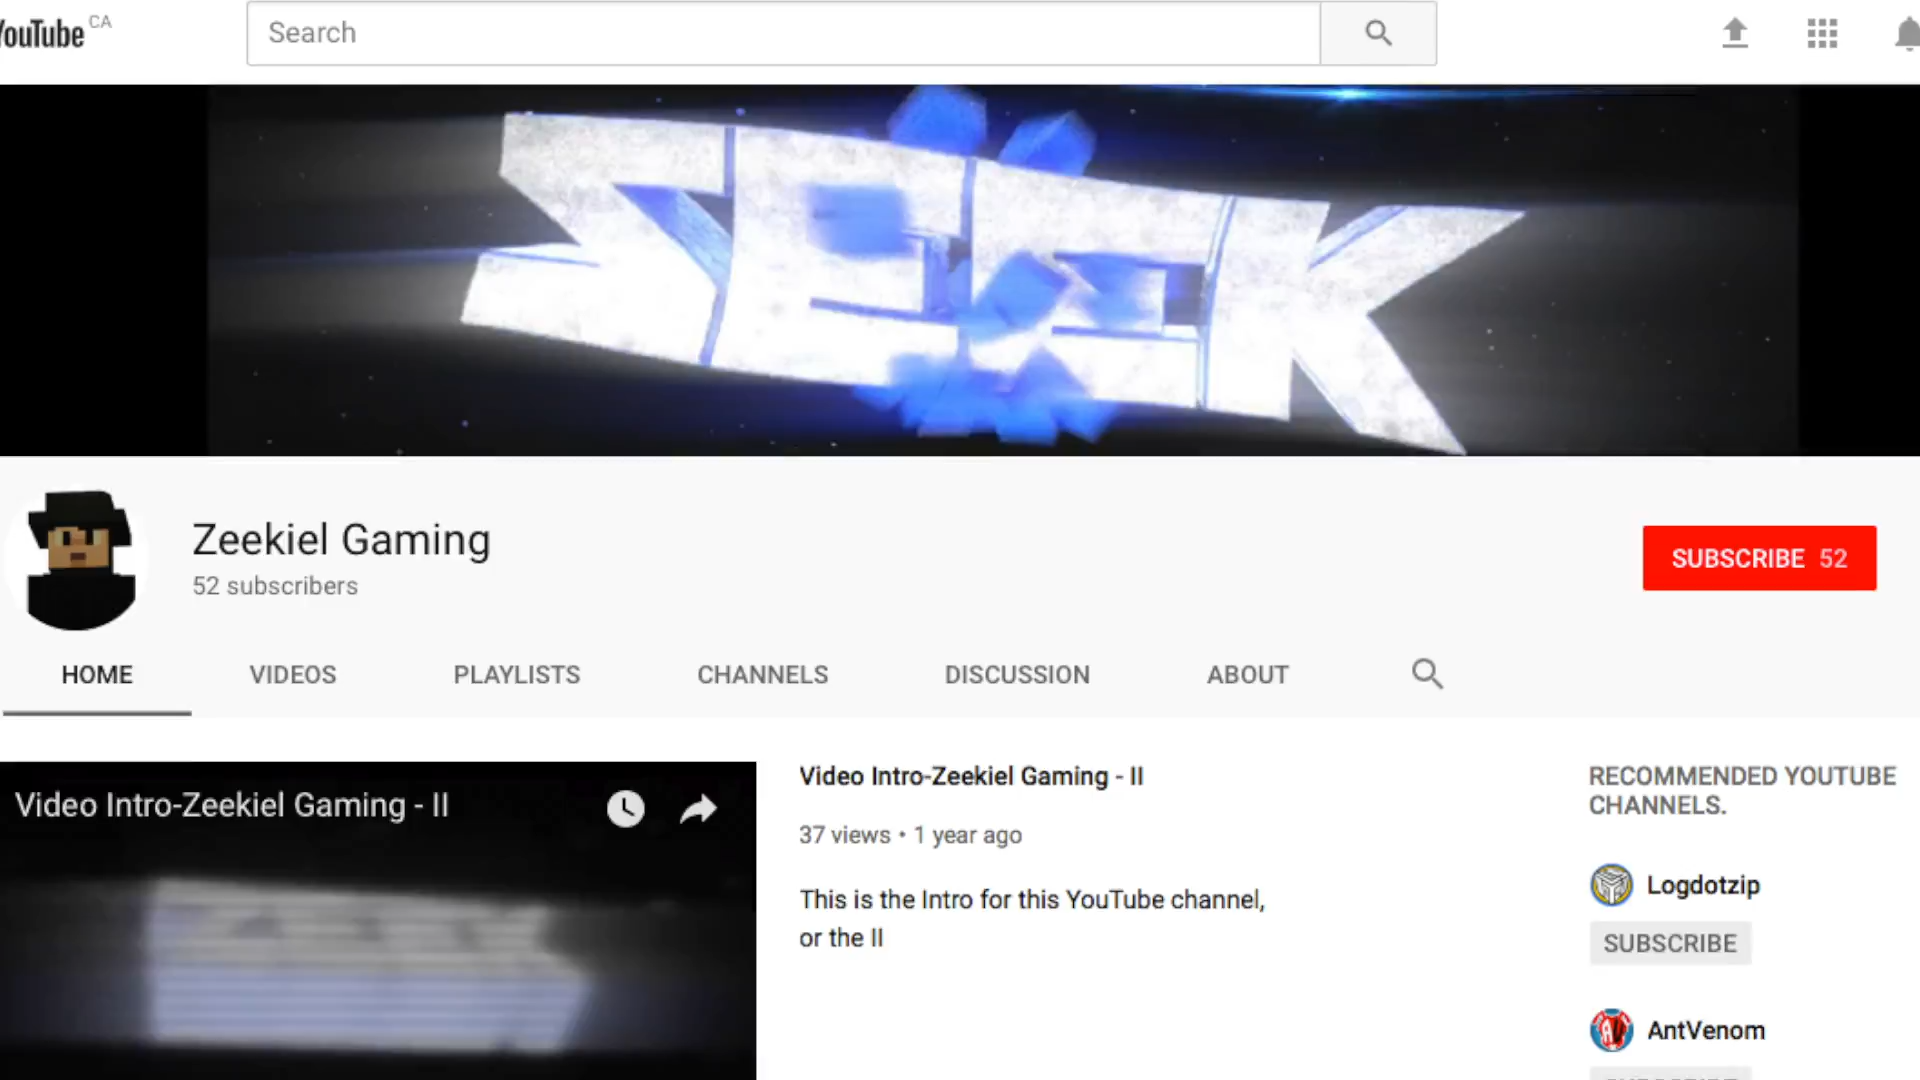 YouTube CA
Search
ZEEK
Zeekiel Gaming
52 subscribers
SUBSCRIBE 52
HOME VIDEOS PLAYLISTS CHANNELS DISCUSSION ABOUT
Video Intro-Zeekiel Gaming - II
Video Intro-Zeekiel Gaming - II
37 views • 1 year ago
This is the Intro for this YouTube channel,
or the II
RECOMMENDED YOUTUBE
CHANNELS.
Logdotzip
SUBSCRIBE
AntVenom